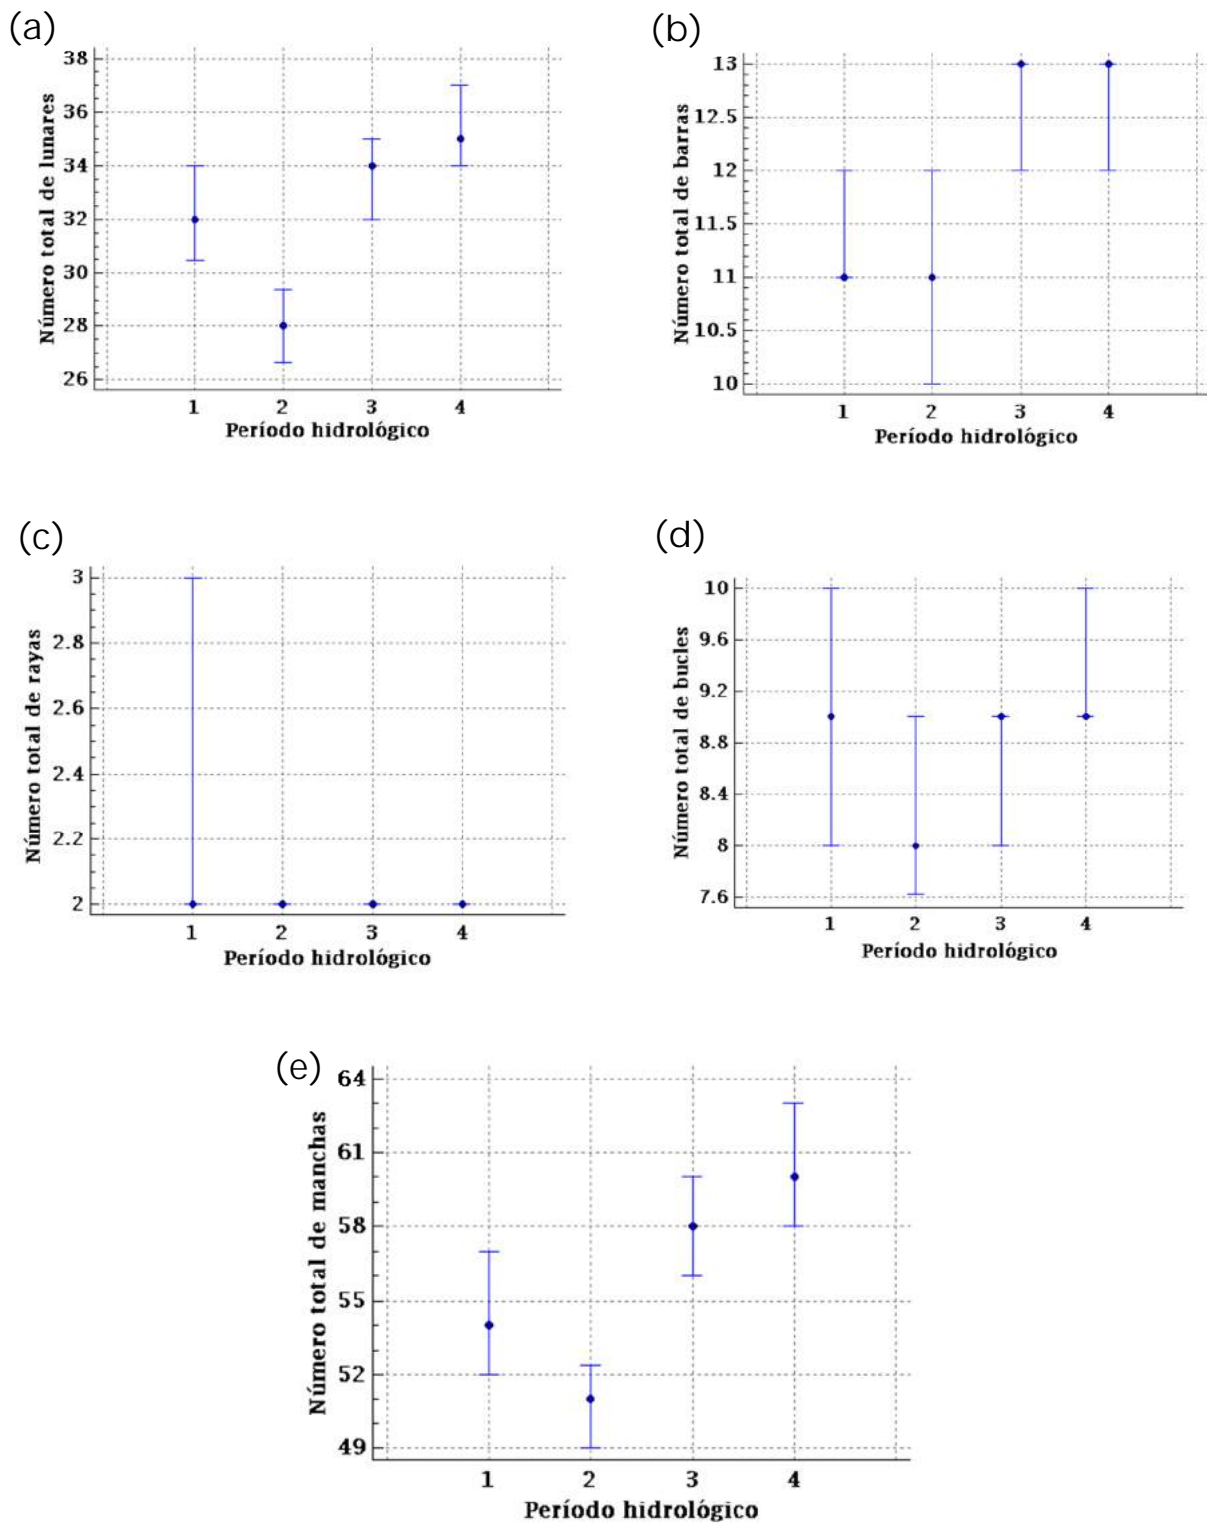 (a)
38
36
34
32
30
28
26
Número total de lunares
1 2 3 4
Período hidrológico
(b)
13
12.5
12
11.5
11
10.5
10
Número total de barras
1 2 3 4
Período hidrológico
(c)
3
2.8
2.6
2.4
2.2
2
Número total de rayas
1 2 3 4
Período hidrológico
(d)
10
9.6
9.2
8.8
8.4
8
7.6
Número total de bucles
1 2 3 4
Período hidrológico
(e)
64
61
58
55
52
49
Número total de manchas
1 2 3 4
Período hidrológico